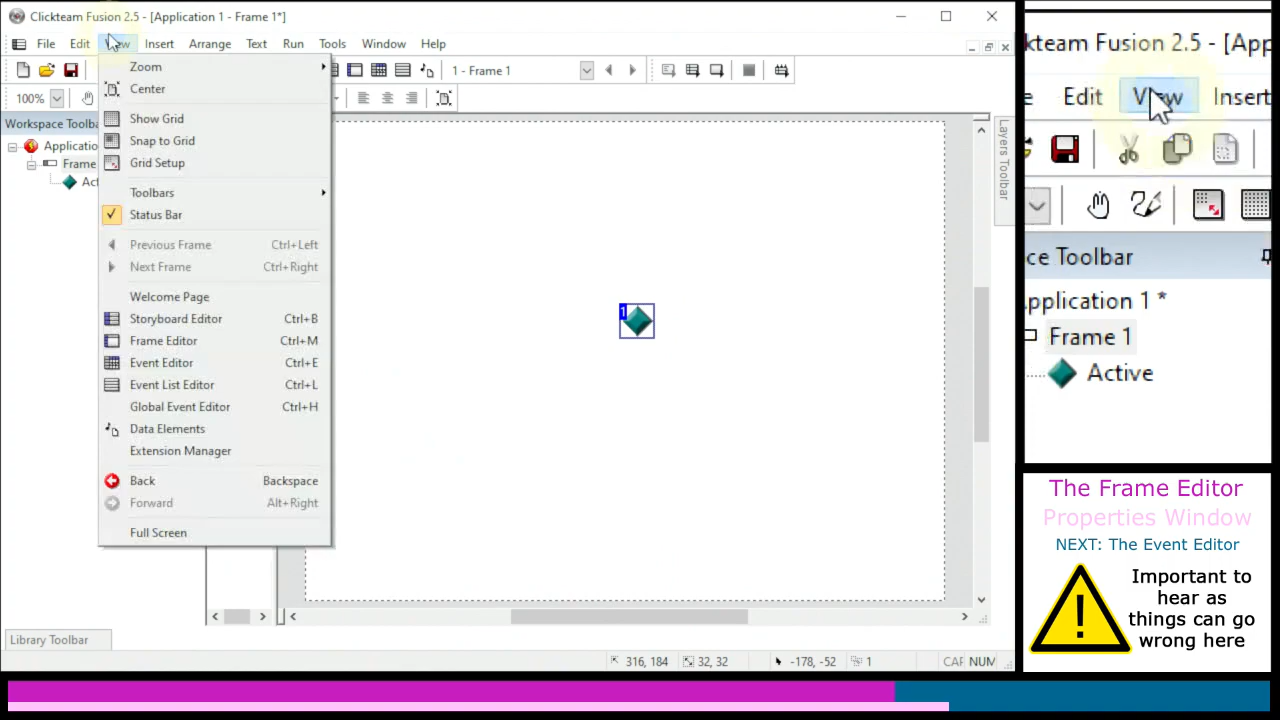 Clickteam Fusion 2.5 - [Application 1 - Frame 1*]
File Edit View Insert Arrange Text Run Tools Window Help
1 - Frame 1
100%
Workspace Toolba
Applicatio
Frame
Act
Zoom
Center
Show Grid
Snap to Grid
Grid Setup
Toolbars
Status Bar
Previous Frame Ctrl+Left
Next Frame Ctrl+Right
Welcome Page
Storyboard Editor Ctrl+B
Frame Editor Ctrl+M
Event Editor Ctrl+E
Event List Editor Ctrl+L
Global Event Editor Ctrl+H
Data Elements
Extension Manager
Back Backspace
Forward Alt+Right
Full Screen
1
Layers Toolbar
Library Toolbar
316, 184 32, 32 -178, -52 1 CAP NUM
kteam Fusion 2.5 - [App
e Edit View Insert
ce Toolbar
pplication 1 *
Frame 1
Active
The Frame Editor
Properties Window
NEXT: The Event Editor
Important to
hear as
things can go
wrong here